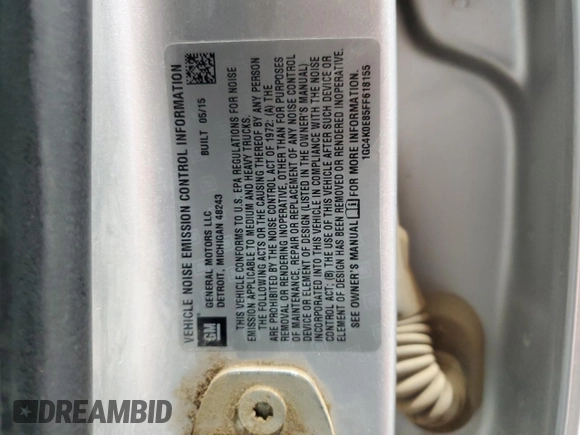 VEHICLE NOISE EMISSION CONTROL INFORMATION
GM
GENERAL MOTORS LLC
DETROIT, MICHIGAN 48243
BUILT 05/15
THIS VEHICLE CONFORMS TO U.S. EPA REGULATIONS FOR NOISE
EMISSION APPLICABLE TO MEDIUM AND HEAVY TRUCKS.
THE FOLLOWING ACTS OR THE CAUSING THEREOF BY ANY PERSON
ARE PROHIBITED BY THE NOISE CONTROL ACT OF 1972: (A) THE
REMOVAL OR RENDERING INOPERATIVE, OTHER THAN FOR PURPOSES
OF MAINTENANCE, REPAIR OR REPLACEMENT OF ANY NOISE CONTROL
DEVICE OR ELEMENT OF DESIGN (LISTED IN THE OWNER'S MANUAL)
INCORPORATED INTO THIS VEHICLE IN COMPLIANCE WITH THE NOISE
CONTROL ACT; (B) THE USE OF THIS VEHICLE AFTER SUCH DEVICE OR
ELEMENT OF DESIGN HAS BEEN REMOVED OR RENDERED INOPERATIVE.
SEE OWNER'S MANUAL FOR MORE INFORMATION.
1GC4K0E85FF618155
DREAMBID